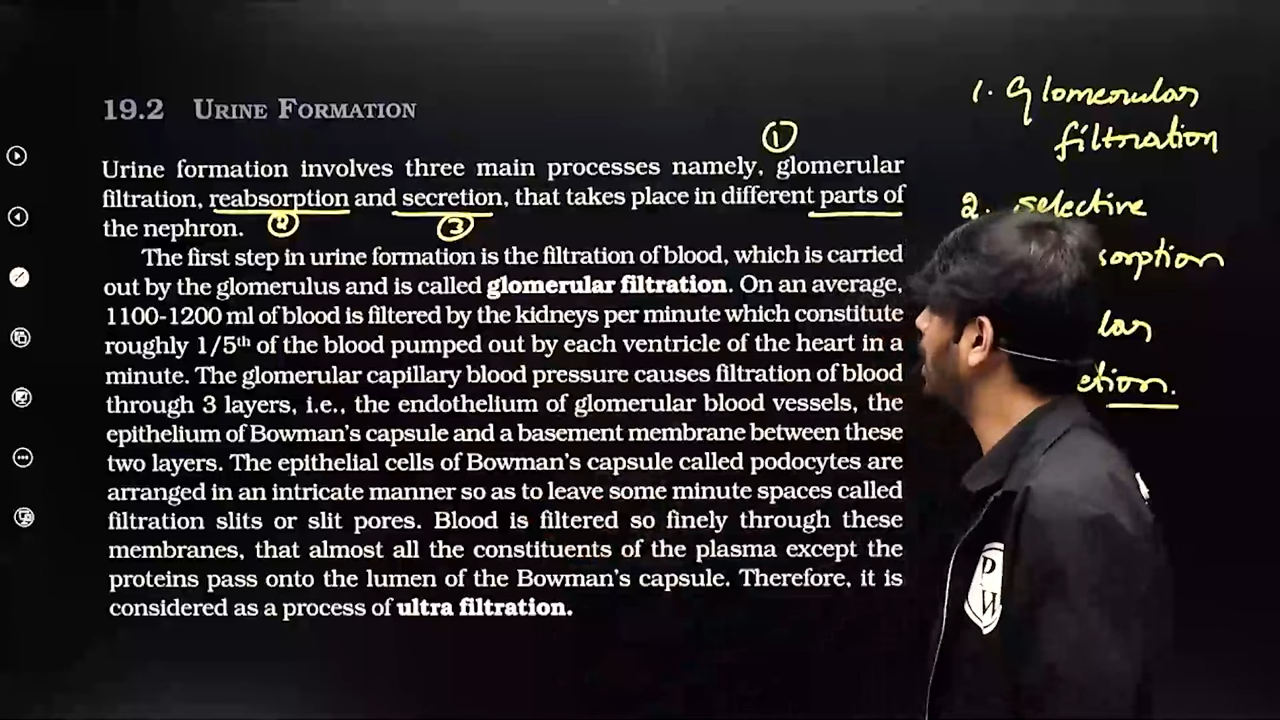 19.2 URINE FORMATION
①
Urine formation involves three main processes namely, glomerular
filtration, reabsorption and secretion, that takes place in different parts of
② ③
the nephron.
The first step in urine formation is the filtration of blood, which is carried
out by the glomerulus and is called glomerular filtration. On an average,
1100-1200 ml of blood is filtered by the kidneys per minute which constitute
roughly 1/5th of the blood pumped out by each ventricle of the heart in a
minute. The glomerular capillary blood pressure causes filtration of blood
through 3 layers, i.e., the endothelium of glomerular blood vessels, the
epithelium of Bowman's capsule and a basement membrane between these
two layers. The epithelial cells of Bowman's capsule called podocytes are
arranged in an intricate manner so as to leave some minute spaces called
filtration slits or slit pores. Blood is filtered so finely through these
membranes, that almost all the constituents of the plasma except the
proteins pass onto the lumen of the Bowman's capsule. Therefore, it is
considered as a process of ultra filtration.
1. Glomerular
filtration
2. selective
sorption
lar
etion.
P
W